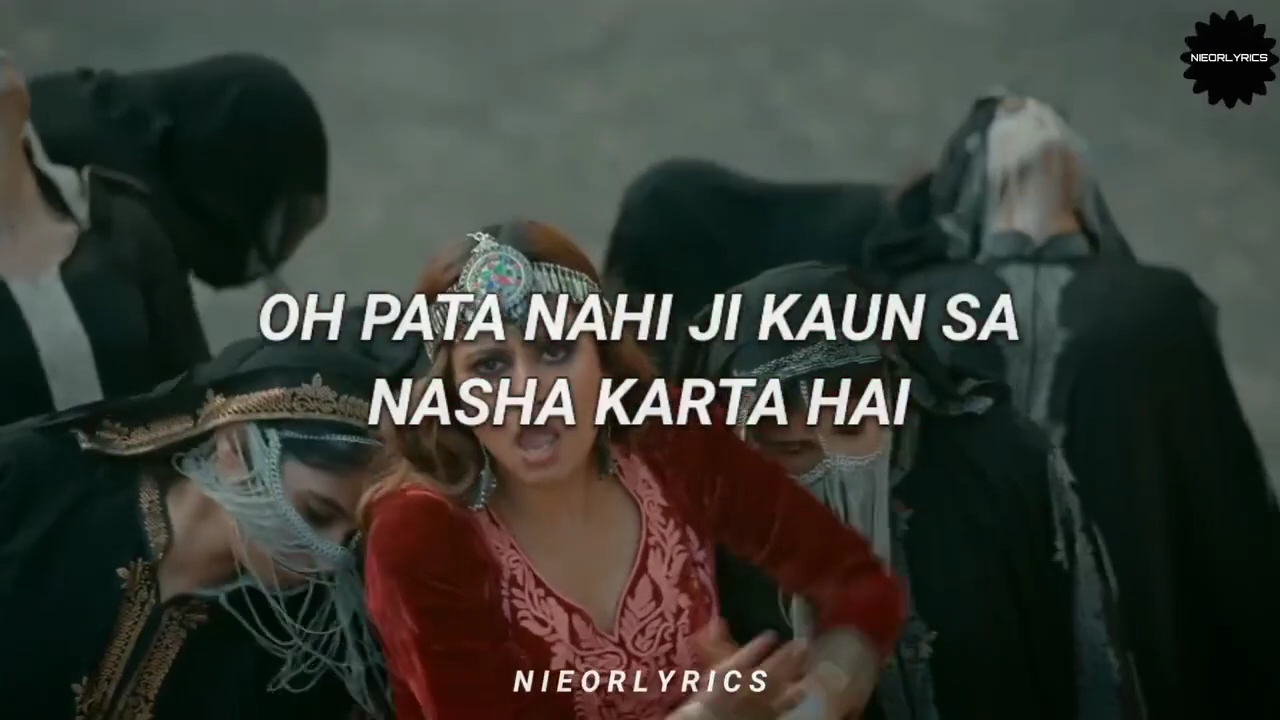 NIEORLYRICS
OH PATA NAHI JI KAUN SA
NASHA KARTA HAI
NIEORLYRICS